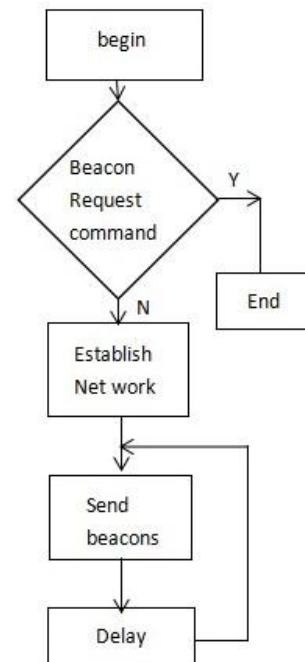 begin
Beacon
Request
command
Y
N
End
Establish
Net work
Send
beacons
Delay